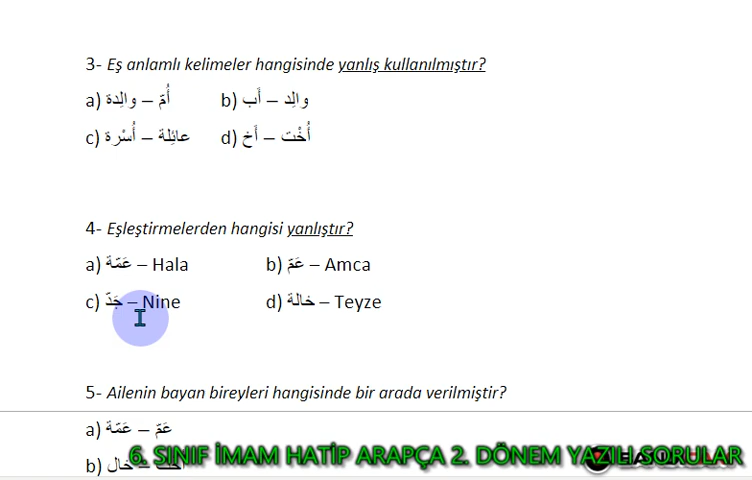 3- Eş anlamlı kelimeler hangisinde yanlış kullanılmıştır?
a) أُمّ – والِدة b) والِد – أَب
c) عائِلة – أُسْرة d) أُخْت – أَخ
4- Eşleştirmelerden hangisi yanlıştır?
a) عَمّة – Hala b) عَمّ – Amca
c) جَدّ – Nine d) خالة – Teyze
5- Ailenin bayan bireyleri hangisinde bir arada verilmiştir?
a) عَمّ – عَمّة
b) – خال
6. SINIF İMAM HATİP ARAPÇA 2. DÖNEM YAZILI SORULAR